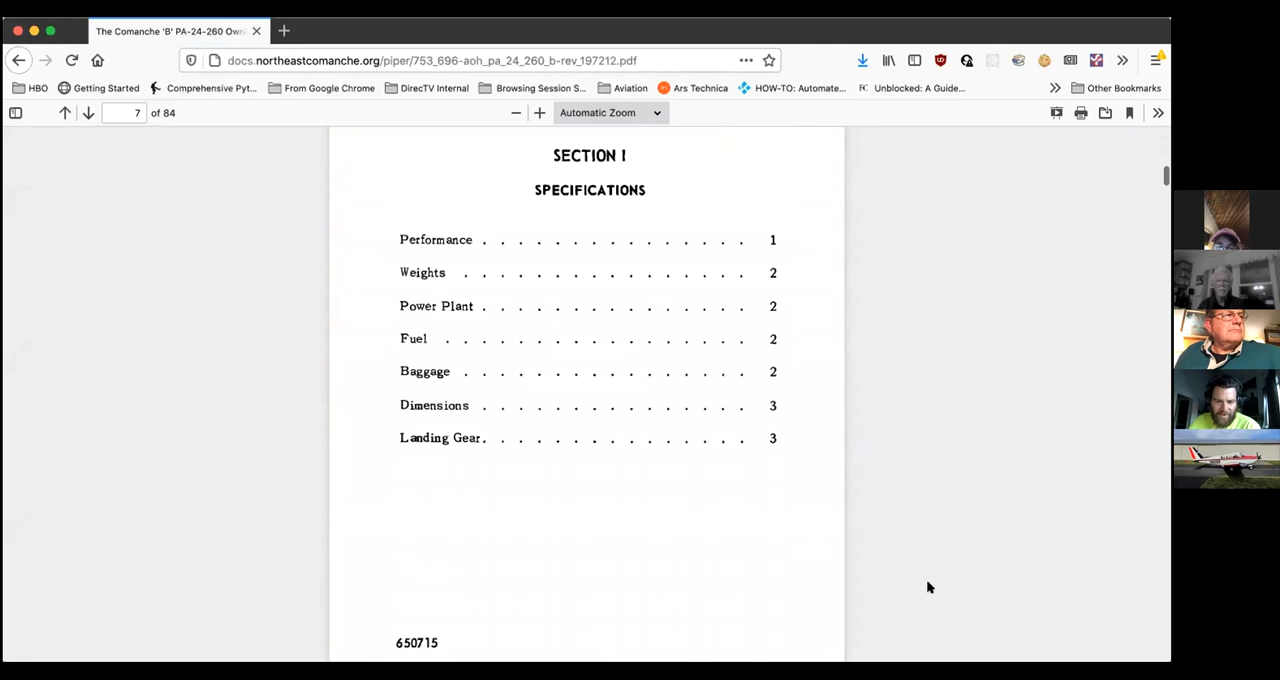 The Comanche 'B' PA-24-260 Own
docs.northeastcomanche.org/piper/753_696-aoh_pa_24_260_b-rev_197212.pdf
HBO Getting Started Comprehensive Pyt... From Google Chrome DirecTV Internal Browsing Session S... Aviation Ars Technica HOW-TO: Automate... Unblocked: A Guide... Other Bookmarks
7 of 84 Automatic Zoom
SECTION I
SPECIFICATIONS
Performance . . . . . . . . . . . . . . . 1
Weights . . . . . . . . . . . . . . . . 2
Power Plant . . . . . . . . . . . . . . . 2
Fuel . . . . . . . . . . . . . . . . . 2
Baggage . . . . . . . . . . . . . . . . 2
Dimensions . . . . . . . . . . . . . . . 3
Landing Gear. . . . . . . . . . . . . . . 3
650715